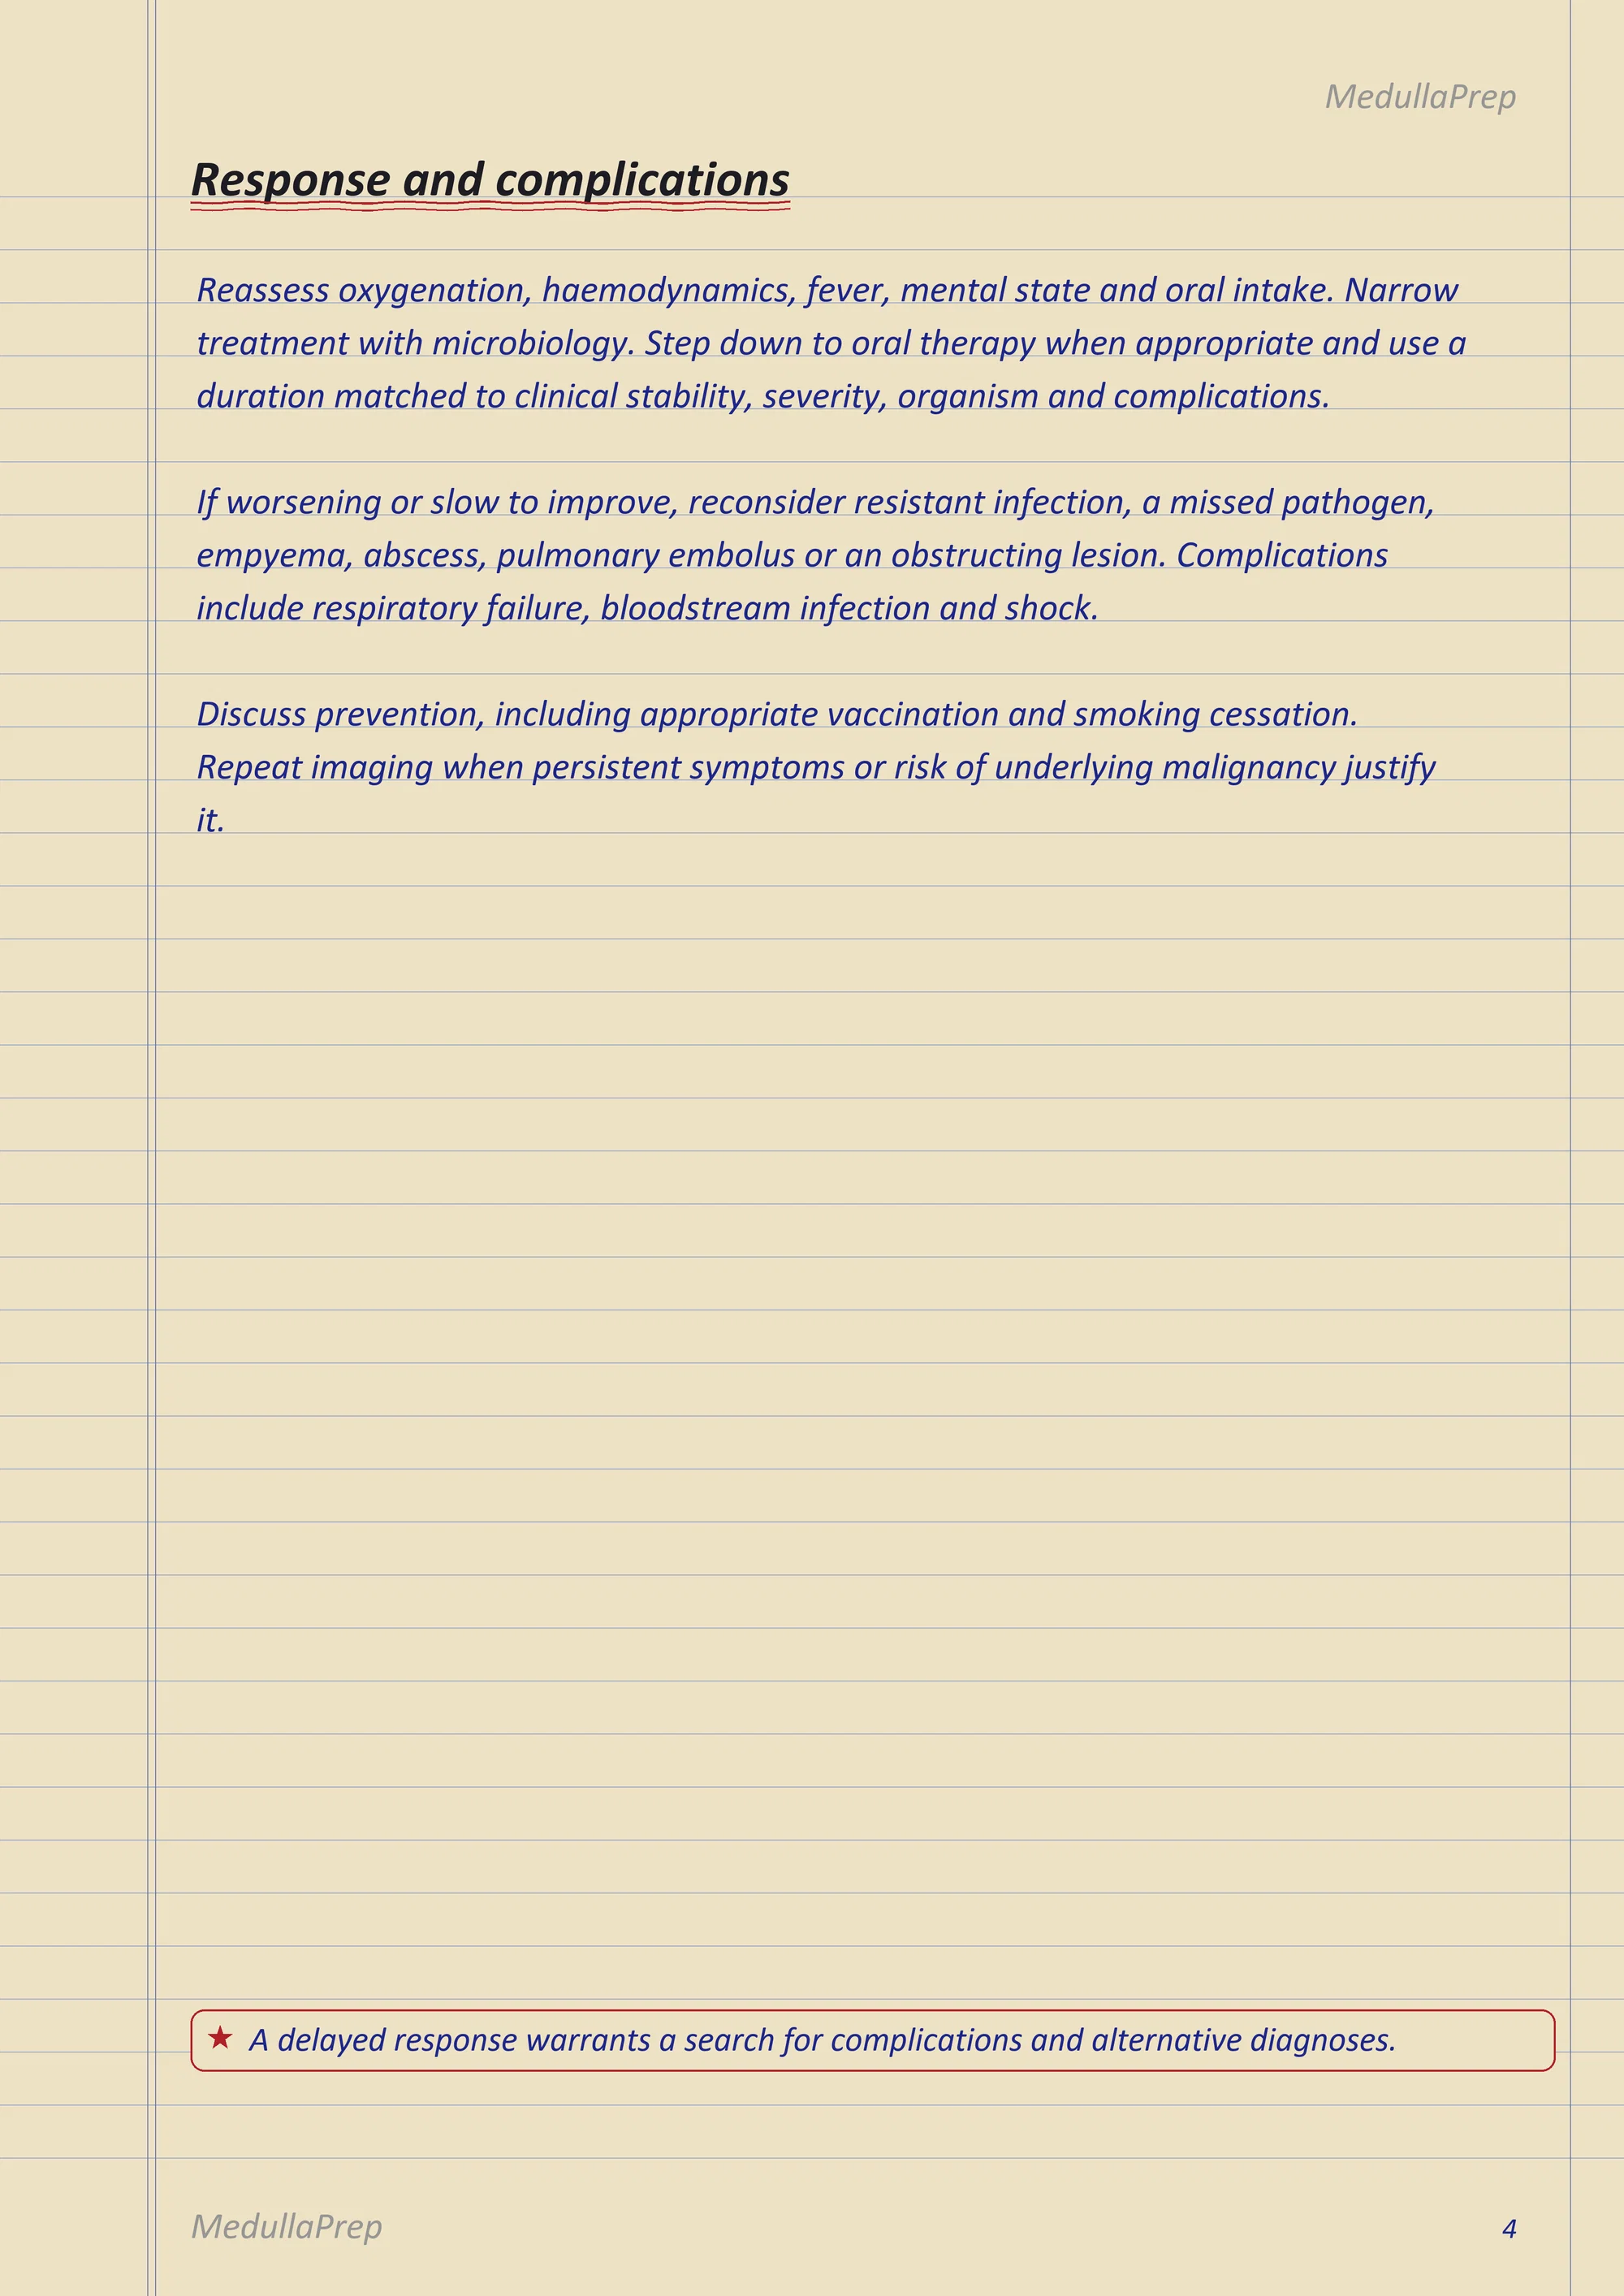 MedullaPrep
Response and complications
Reassess oxygenation, haemodynamics, fever, mental state and oral intake. Narrow
treatment with microbiology. Step down to oral therapy when appropriate and use a
duration matched to clinical stability, severity, organism and complications.
If worsening or slow to improve, reconsider resistant infection, a missed pathogen,
empyema, abscess, pulmonary embolus or an obstructing lesion. Complications
include respiratory failure, bloodstream infection and shock.
Discuss prevention, including appropriate vaccination and smoking cessation.
Repeat imaging when persistent symptoms or risk of underlying malignancy justify
it.
★ A delayed response warrants a search for complications and alternative diagnoses.
MedullaPrep
4